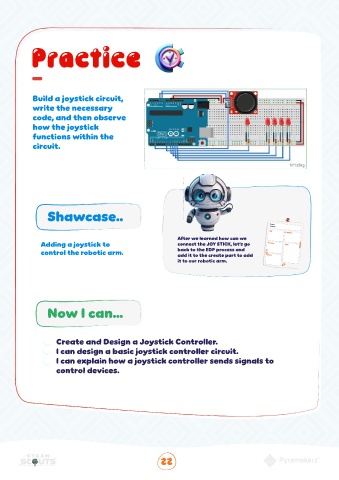 Practice
Build a joystick circuit,
write the necessary
code, and then observe
how the joystick
functions within the
circuit.
fritzing
Shawcase..
Adding a joystick to
control the robotic arm.
After we learned how can we
connect the JOY STICK, let's go
back to the EDP process and
add it to the create part to add
it to our robotic arm.
Now I can...
Create and Design a Joystick Controller.
I can design a basic joystick controller circuit.
I can explain how a joystick controller sends signals to
control devices.
STEAM
SCOUTS
22
Pyramakerz